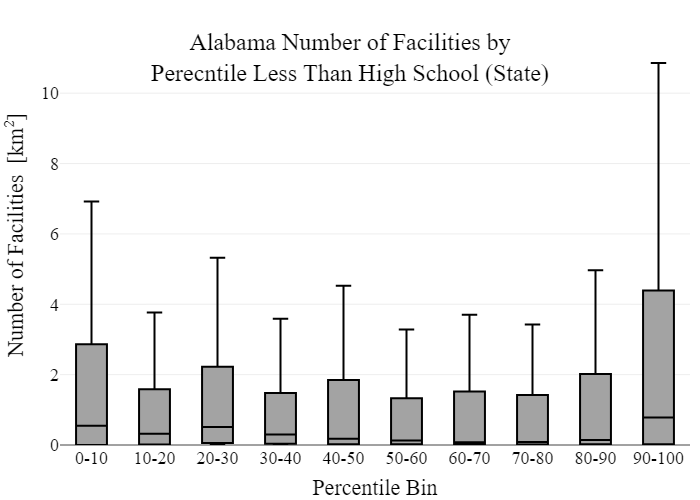 Alabama Number of Facilities by
Perecntile Less Than High School (State)
Number of Facilities [km²]
10
8
6
4
2
0
0-10 10-20 20-30 30-40 40-50 50-60 60-70 70-80 80-90 90-100
Percentile Bin